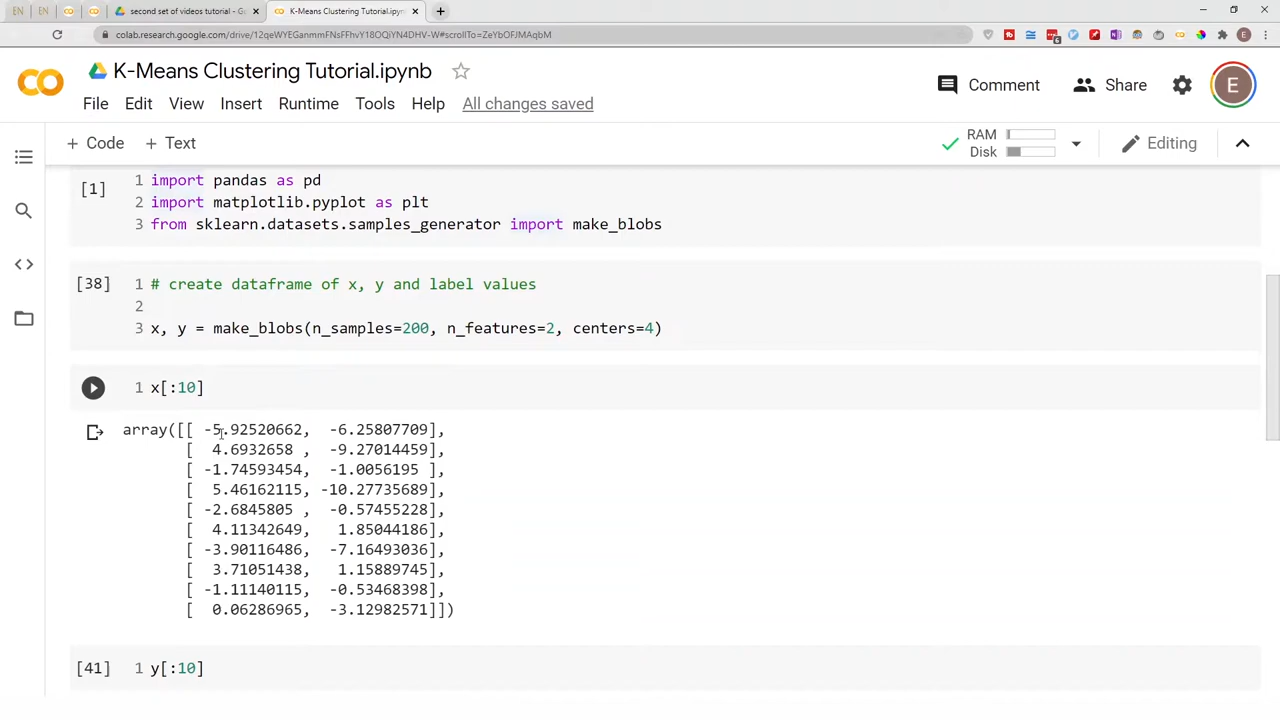 EN EN second set of videos tutorial - Go × K-Means Clustering Tutorial.ipynb × +
colab.research.google.com/drive/12qeWYEGanmmFNsFFhvY18OQiYN4DHV-W#scrollTo=ZeYbOFJMAqbM
K-Means Clustering Tutorial.ipynb
Comment Share E
File Edit View Insert Runtime Tools Help All changes saved
+ Code + Text RAM Disk Editing
[1] 1 import pandas as pd
2 import matplotlib.pyplot as plt
3 from sklearn.datasets.samples_generator import make_blobs
[38] 1 # create dataframe of x, y and label values
2
3 x, y = make_blobs(n_samples=200, n_features=2, centers=4)
1 x[:10]
array([[ -5.92520662, -6.25807709],
[ 4.6932658 , -9.27014459],
[ -1.74593454, -1.0056195 ],
[ 5.46162115, -10.27735689],
[ -2.6845805 , -0.57455228],
[ 4.11342649, 1.85044186],
[ -3.90116486, -7.16493036],
[ 3.71051438, 1.15889745],
[ -1.11140115, -0.53468398],
[ 0.06286965, -3.12982571]])
[41] 1 y[:10]